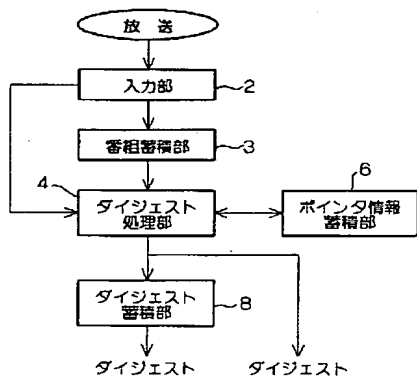 放送
入力部
2
番組蓄積部
3
4
6
ダイジェスト
処理部
ポインタ情報
蓄積部
ダイジェスト
蓄積部
8
ダイジェスト
ダイジェスト